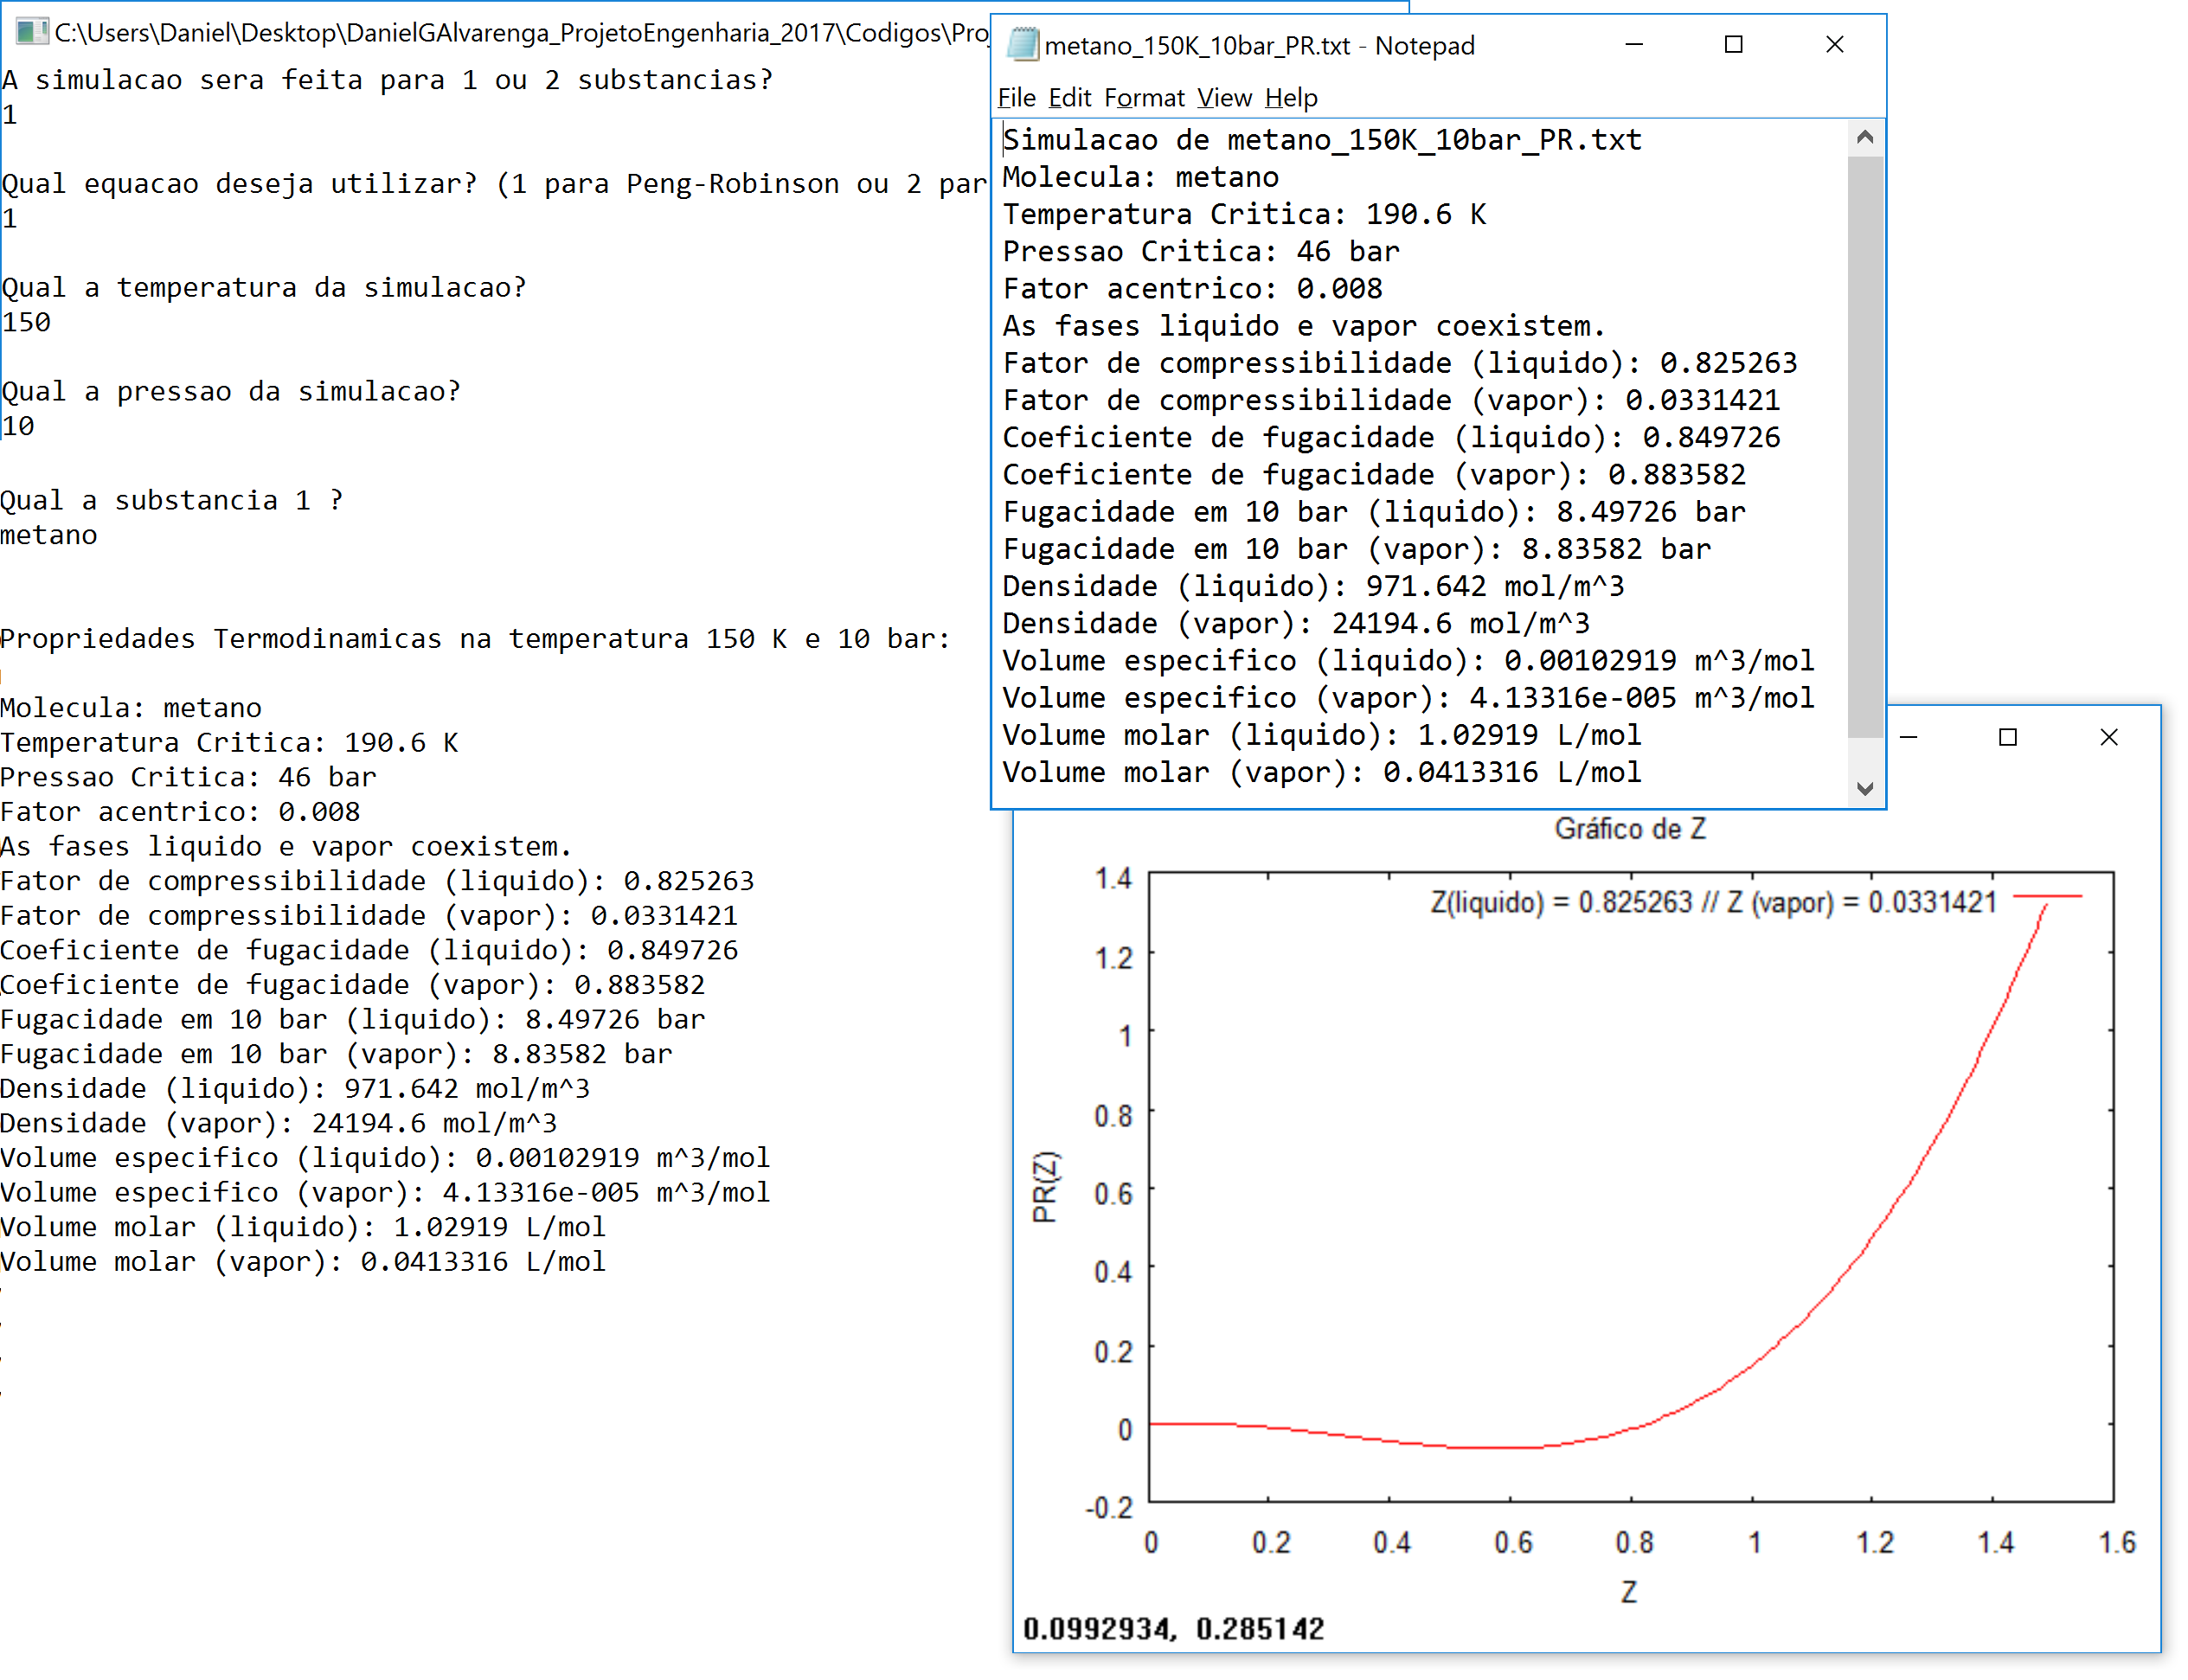 C:\Users\Daniel\Desktop\DanielGAlvarenga_ProjetoEngenharia_2017\Codigos\Pro
A simulacao sera feita para 1 ou 2 substancias?
1
Qual equacao deseja utilizar? (1 para Peng-Robinson ou 2 par
1
Qual a temperatura da simulacao?
150
Qual a pressao da simulacao?
10
Qual a substancia 1 ?
metano
Propriedades Termodinamicas na temperatura 150 K e 10 bar:
Molecula: metano
Temperatura Critica: 190.6 K
Pressao Critica: 46 bar
Fator acentrico: 0.008
As fases liquido e vapor coexistem.
Fator de compressibilidade (liquido): 0.825263
Fator de compressibilidade (vapor): 0.0331421
Coeficiente de fugacidade (liquido): 0.849726
Coeficiente de fugacidade (vapor): 0.883582
Fugacidade em 10 bar (liquido): 8.49726 bar
Fugacidade em 10 bar (vapor): 8.83582 bar
Densidade (liquido): 971.642 mol/m^3
Densidade (vapor): 24194.6 mol/m^3
Volume especifico (liquido): 0.00102919 m^3/mol
Volume especifico (vapor): 4.13316e-005 m^3/mol
Volume molar (liquido): 1.02919 L/mol
Volume molar (vapor): 0.0413316 L/mol
metano_150K_10bar_PR.txt - Notepad
File Edit Format View Help
Simulacao de metano_150K_10bar_PR.txt
Molecula: metano
Temperatura Critica: 190.6 K
Pressao Critica: 46 bar
Fator acentrico: 0.008
As fases liquido e vapor coexistem.
Fator de compressibilidade (liquido): 0.825263
Fator de compressibilidade (vapor): 0.0331421
Coeficiente de fugacidade (liquido): 0.849726
Coeficiente de fugacidade (vapor): 0.883582
Fugacidade em 10 bar (liquido): 8.49726 bar
Fugacidade em 10 bar (vapor): 8.83582 bar
Densidade (liquido): 971.642 mol/m^3
Densidade (vapor): 24194.6 mol/m^3
Volume especifico (liquido): 0.00102919 m^3/mol
Volume especifico (vapor): 4.13316e-005 m^3/mol
Volume molar (liquido): 1.02919 L/mol
Volume molar (vapor): 0.0413316 L/mol
Gráfico de Z
Z(liquido) = 0.825263 // Z (vapor) = 0.0331421
1.4
1.2
1
0.8
0.6
0.4
0.2
0
-0.2
PR(Z)
0 0.2 0.4 0.6 0.8 1 1.2 1.4 1.6
Z
0.0992934, 0.285142